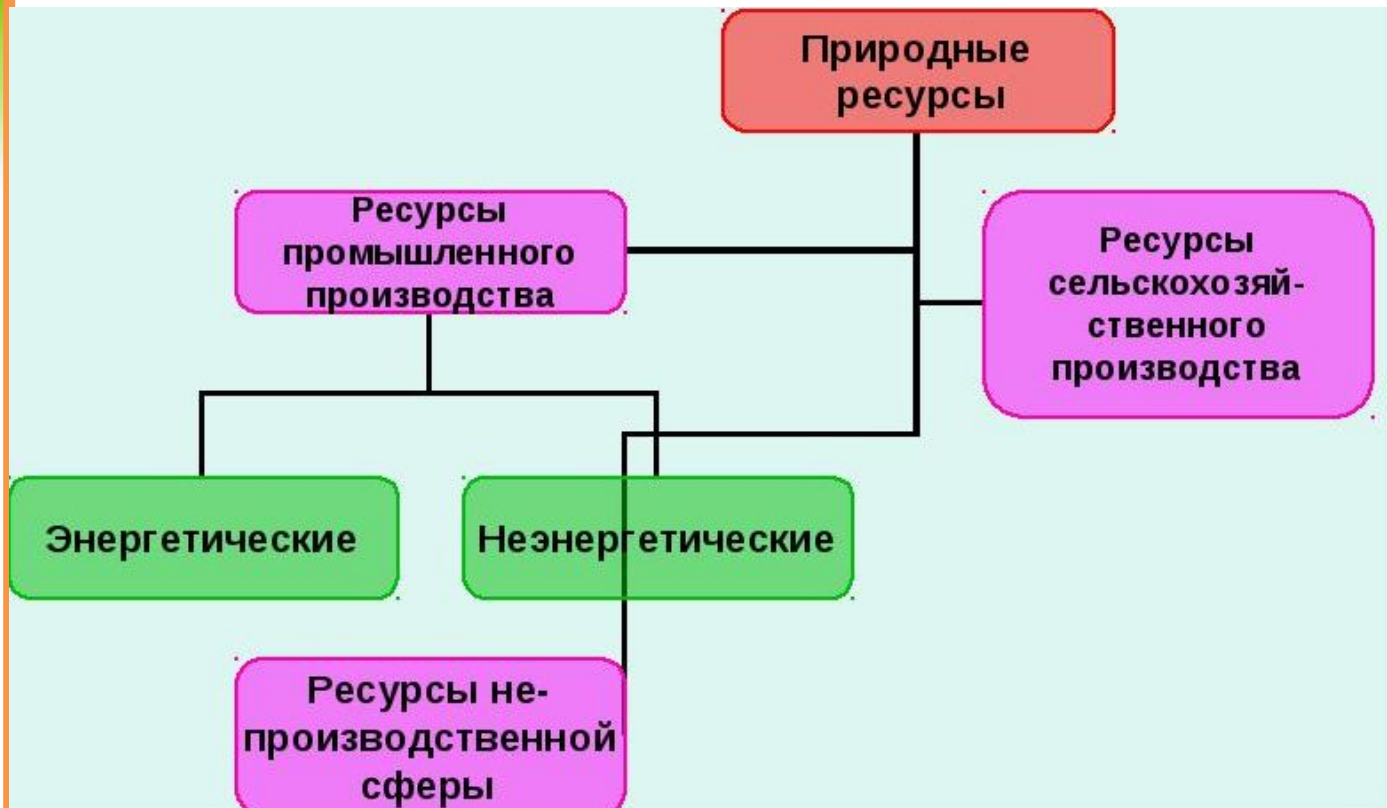 Природные
ресурсы
Ресурсы
промышленного
производства
Ресурсы
сельскохозяй-
ственного
производства
Энергетические
Неэнергетические
Ресурсы не-
производственной
сферы